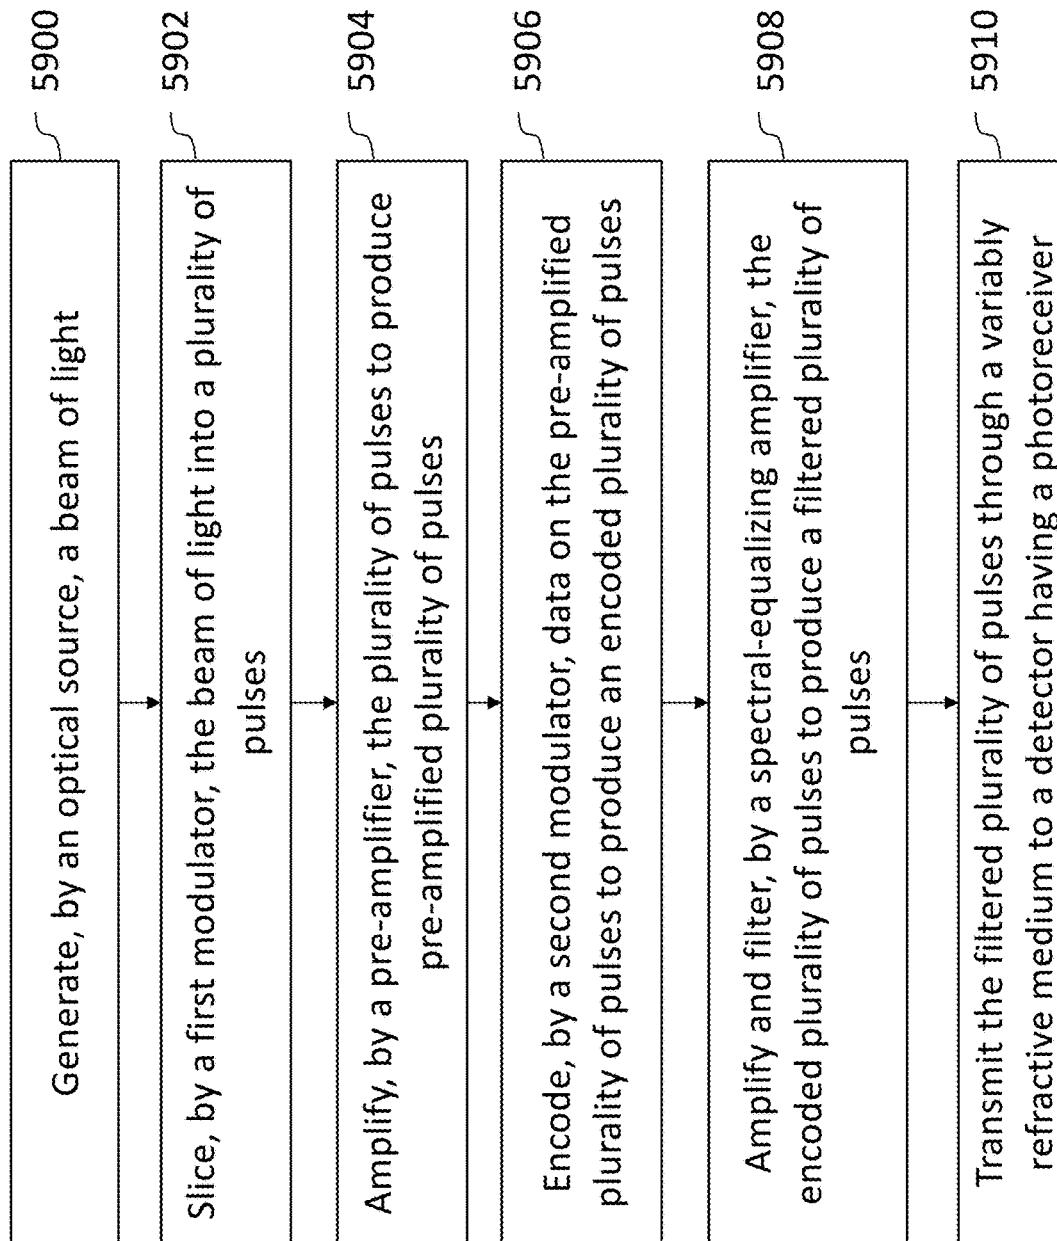 5900
Generate, by an optical source, a beam of light
5902
Slice, by a first modulator, the beam of light into a plurality of
pulses
5904
Amplify, by a pre-amplifier, the plurality of pulses to produce
pre-amplified plurality of pulses
5906
Encode, by a second modulator, data on the pre-amplified
plurality of pulses to produce an encoded plurality of pulses
5908
Amplify and filter, by a spectral-equalizing amplifier, the
encoded plurality of pulses to produce a filtered plurality of
pulses
5910
Transmit the filtered plurality of pulses through a variably
refractive medium to a detector having a photoreceiver